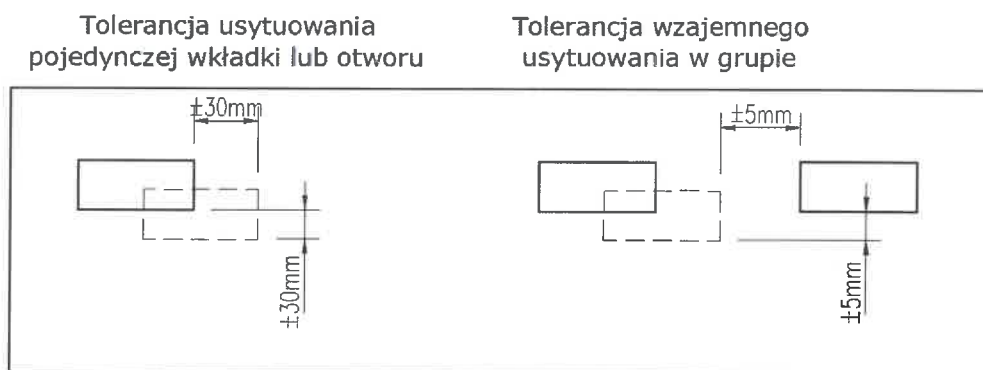 Tolerancja usytuowania
pojedynczej wkładki lub otworu
Tolerancja wzajemnego
usytuowania w grupie
±30mm
±30mm
±5mm
±5mm